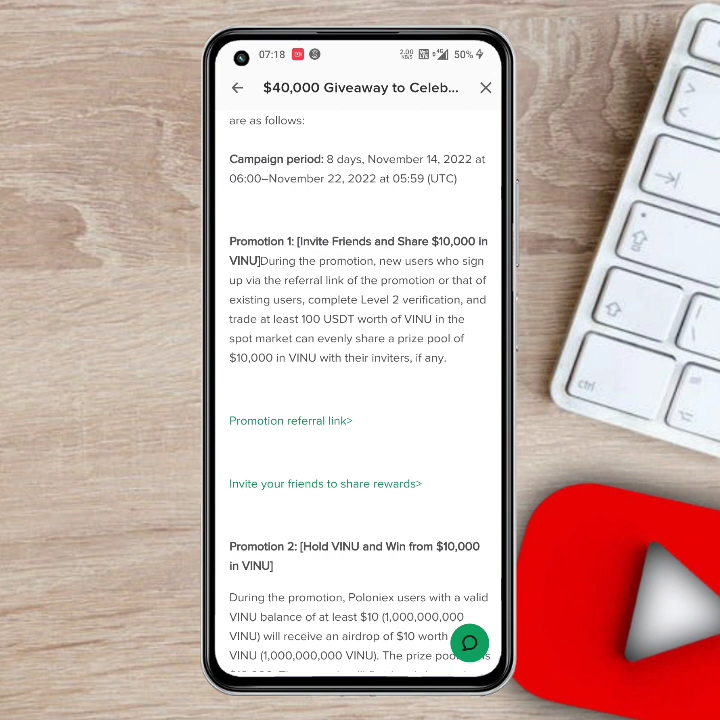 07:18
2.00
KB/S
50%
$40,000 Giveaway to Celeb...
are as follows:
Campaign period: 8 days, November 14, 2022 at
06:00–November 22, 2022 at 05:59 (UTC)
Promotion 1: [Invite Friends and Share $10,000 in
VINU]During the promotion, new users who sign
up via the referral link of the promotion or that of
existing users, complete Level 2 verification, and
trade at least 100 USDT worth of VINU in the
spot market can evenly share a prize pool of
$10,000 in VINU with their inviters, if any.
Promotion referral link>
Invite your friends to share rewards>
Promotion 2: [Hold VINU and Win from $10,000
in VINU]
During the promotion, Poloniex users with a valid
VINU balance of at least $10 (1,000,000,000
VINU) will receive an airdrop of $10 worth
VINU (1,000,000,000 VINU). The prize
ctrl